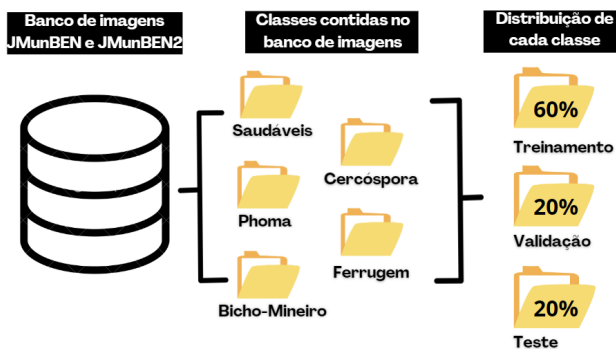 Banco de imagens
JMunBEN e JMunBEN2
Classes contidas no
banco de imagens
Distribuição de
cada classe
Saudáveis
Cercóspora
Phoma
Ferrugem
Bicho-Mineiro
60%
Treinamento
20%
Validação
20%
Teste